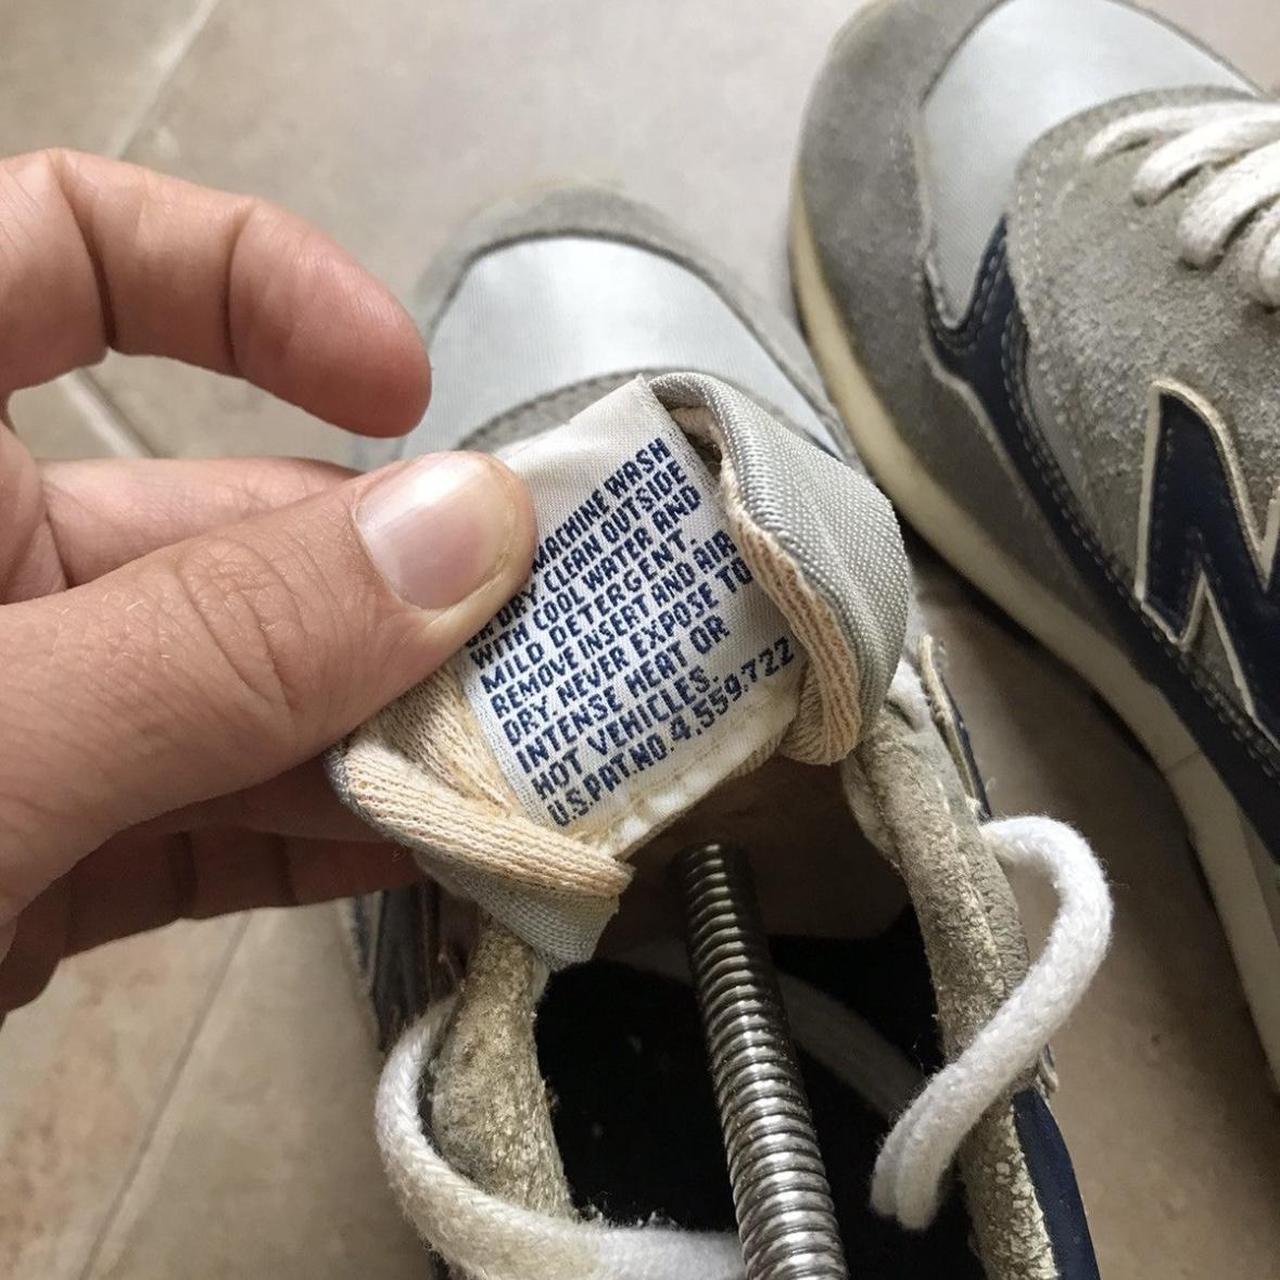 MACHINE WASH
OR DRY CLEAN OUTSIDE
WITH COOL WATER AND
MILD DETERGENT.
REMOVE INSERT AND AIR
DRY NEVER EXPOSE TO
INTENSE HEAT OR
HOT VEHICLES.
U.S.PAT.NO.4,559,722
N